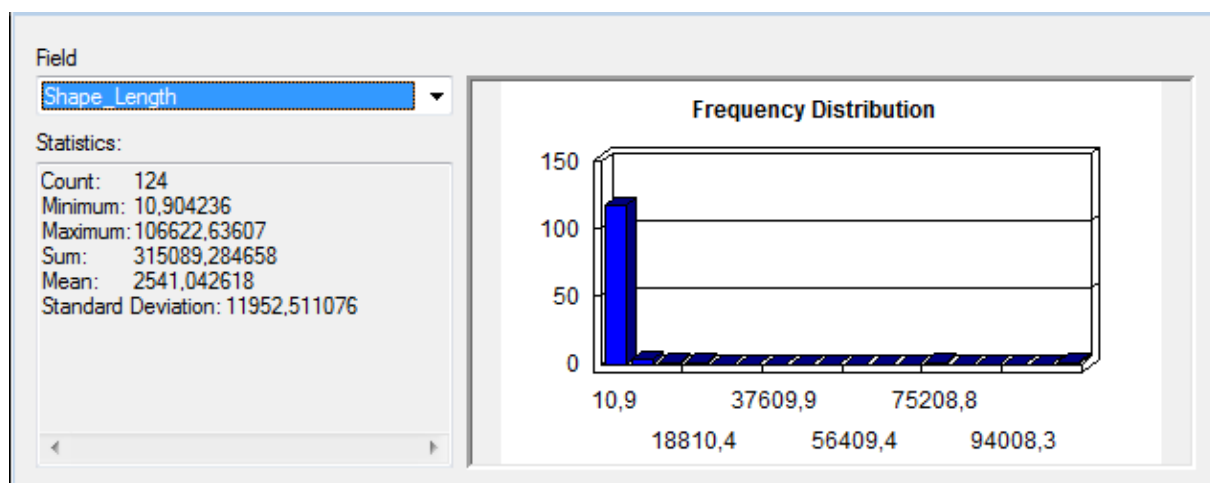 Field
Shape_Length
Statistics:
Count: 124
Minimum: 10,904236
Maximum: 106622,63607
Sum: 315089,284658
Mean: 2541,042618
Standard Deviation: 11952,511076
Frequency Distribution
150
100
50
0
10,9 37609,9 75208,8
18810,4 56409,4 94008,3